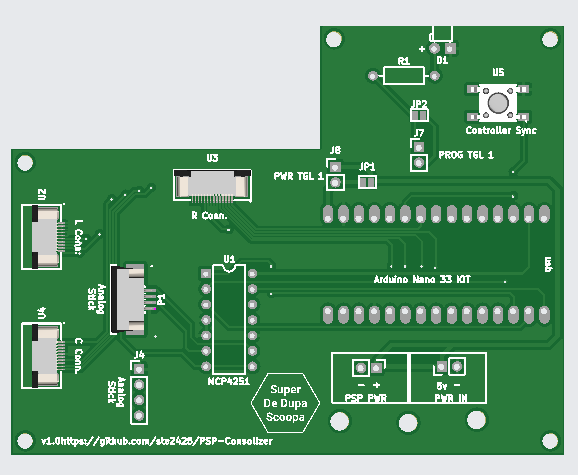 +
D1
R1
U5
JP2
Controller Sync
J7
PROG TGL 1
J8
JP1
PWR TGL 1
U3
R Conn.
U2
L Conn.
U1
Analog
Stick
P1
usb
Arduino Nano 33 IOT
U4
C Conn.
J4
Analog
Stick
MCP4251
Super
De Dupa
Scoopa
- +
PSP PWR
5v -
PWR IN
v1.0https://github.com/ste2425/PSP-Consolizer